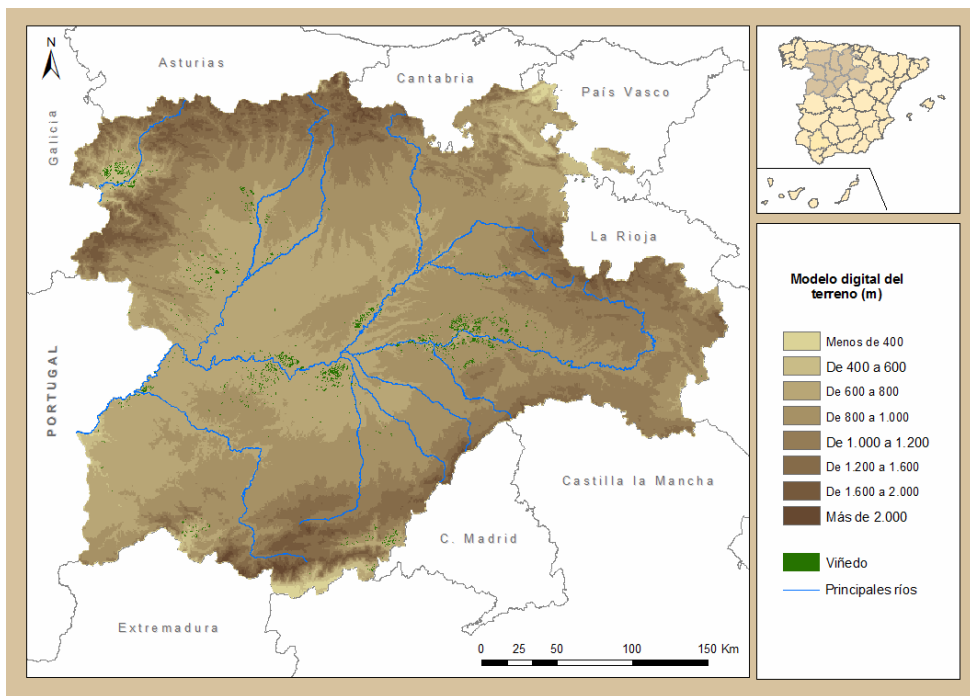 N
Asturias
Cantabria
País Vasco
Galicia
La Rioja
PORTUGAL
Castilla la Mancha
C. Madrid
Extremadura
0 50 100 150 Km
Modelo digital del
terreno (m)
Menos de 400
De 400 a 600
De 600 a 800
De 800 a 1.000
De 1.000 a 1.200
De 1.200 a 1.600
De 1.600 a 2.000
Más de 2.000
Viñedo
Principales ríos